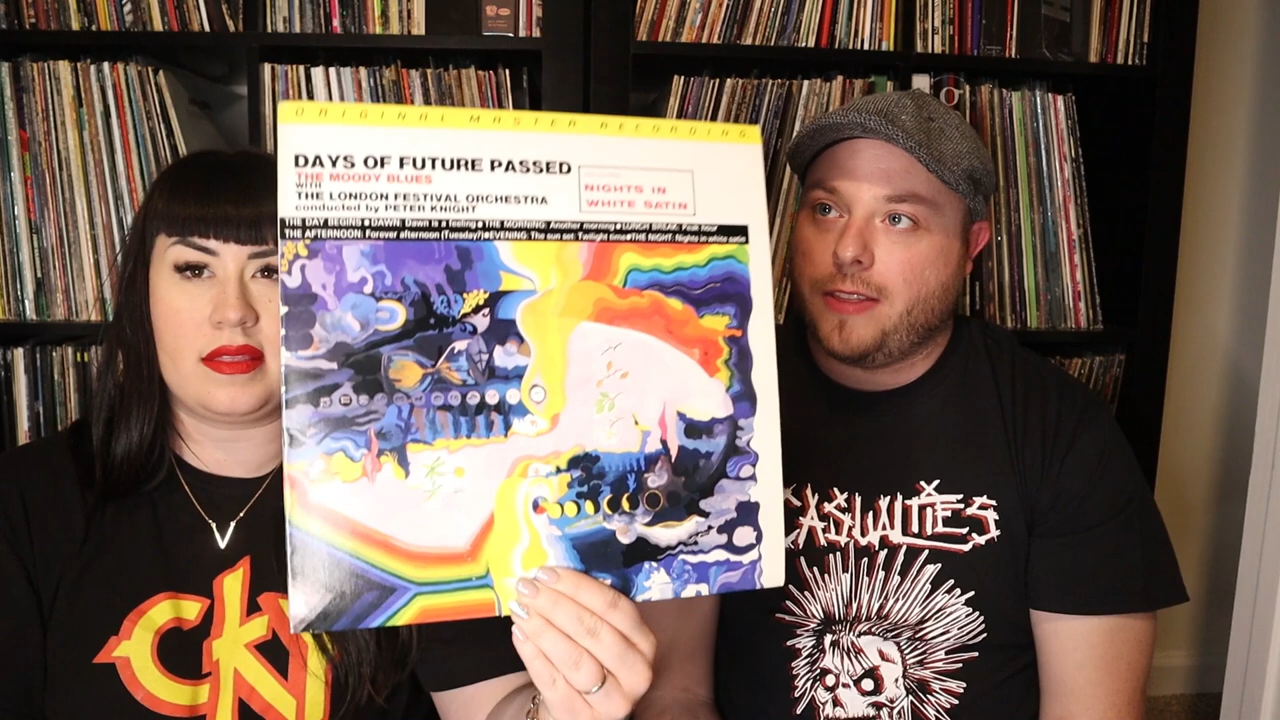 ORIGINAL MASTER RECORDING
DAYS OF FUTURE PASSED
THE MOODY BLUES
WITH
THE LONDON FESTIVAL ORCHESTRA
conducted by PETER KNIGHT
NIGHTS IN
WHITE SATIN
THE DAY BEGINS DAWN: Dawn is a feeling THE MORNING: Another morning LUNCH BREAK: Peak hour
THE AFTERNOON: Forever afternoon (Tuesday?) EVENING: The sun set: Twilight time THE NIGHT: Nights in white satin
CKY
CASUALTIES